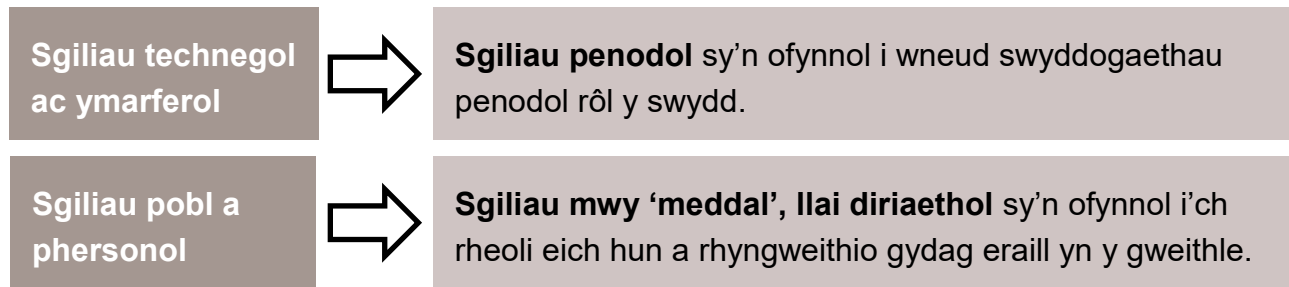 Sgiliau technegol
ac ymarferol
Sgiliau penodol sy’n ofynnol i wneud swyddogaethau
penodol rôl y swydd.
Sgiliau pobl a
phersonol
Sgiliau mwy ‘meddal’, llai diriaethol sy’n ofynnol i’ch
rheoli eich hun a rhyngweithio gydag eraill yn y gweithle.